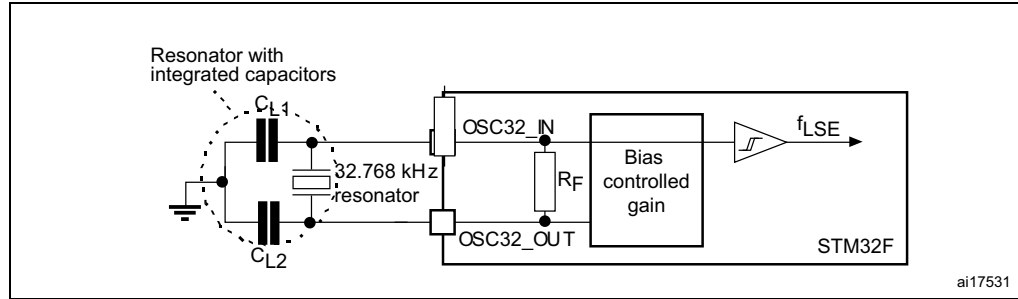 Resonator with
integrated capacitors
CL1
OSC32_IN
fLSE
32.768 kHz
resonator
RF
Bias
controlled
gain
OSC32_OUT
STM32F
CL2
ai17531